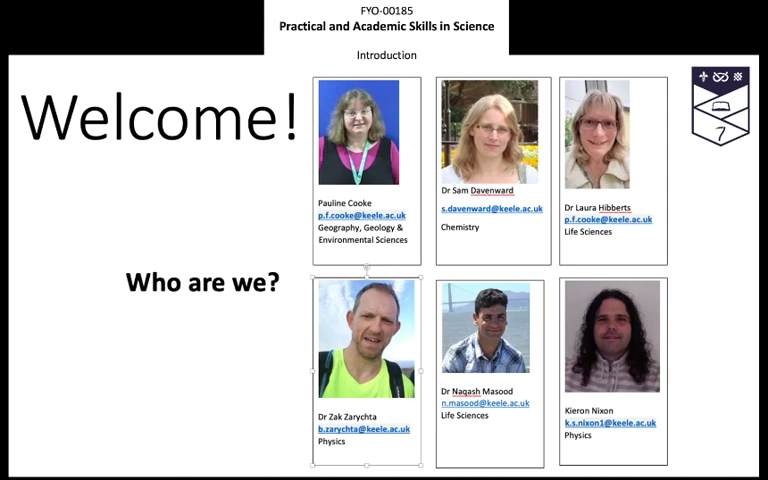 FYO-00185
Practical and Academic Skills in Science
Introduction
Welcome!
Who are we?
Pauline Cooke
p.f.cooke@keele.ac.uk
Geography, Geology &
Environmental Sciences
Dr Sam Davenward
s.davenward@keele.ac.uk
Chemistry
Dr Laura Hibberts
p.f.cooke@keele.ac.uk
Life Sciences
Dr Zak Zarychta
b.zarychta@keele.ac.uk
Physics
Dr Naqash Masood
n.masood@keele.ac.uk
Life Sciences
Kieron Nixon
k.s.nixon1@keele.ac.uk
Physics